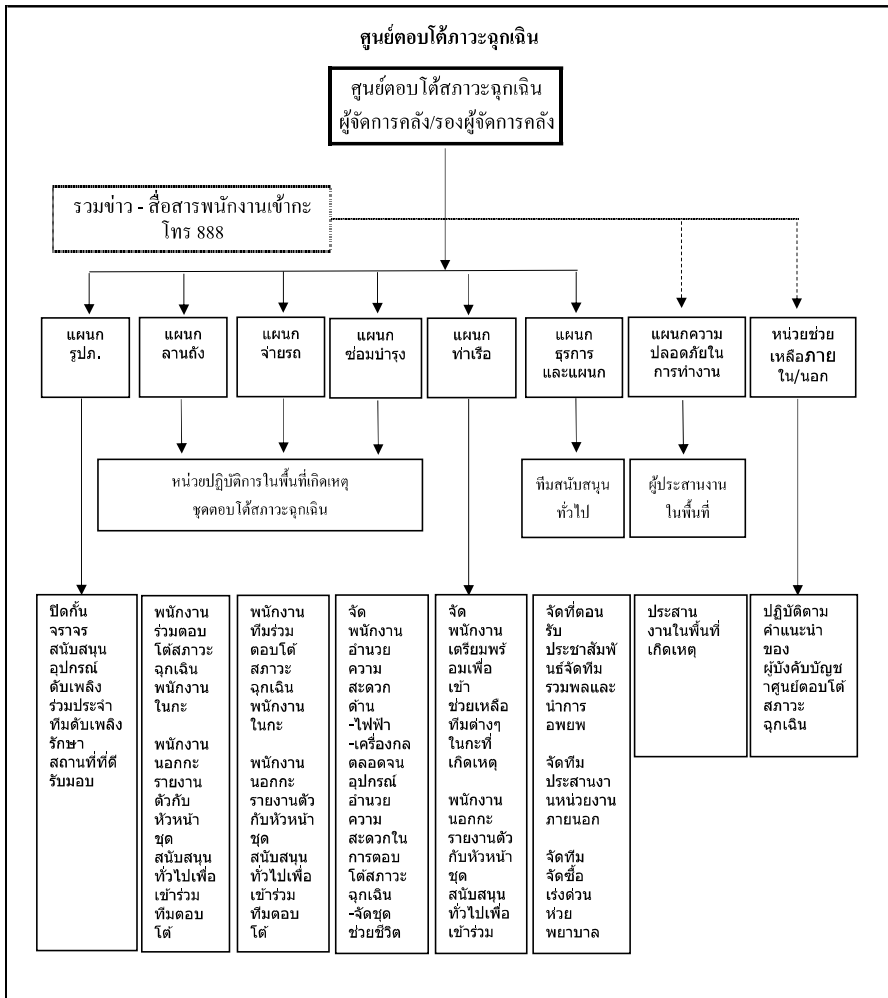 ศูนย์ตอบโต้ภาวะฉุกเฉิน
ศูนย์ตอบโต้สภาวะฉุกเฉิน
ผู้จัดการคลัง/รองผู้จัดการคลัง
รวมข่าว - สื่อสารพนักงานเข้ากะ
โทร 888
แผนก
รูปภ.
แผนก
ลานถัง
แผนก
จ่ายรถ
แผนก
ซ่อมบำรุง
แผนก
ท่าเรือ
แผนก
ธุรการ
และแผนก
แผนกความ
ปลอดภัยใน
การทำงาน
หน่วยช่วย
เหลือภาย
ใน/นอก
หน่วยปฏิบัติการในพื้นที่เกิดเหตุ
ชุดตอบโต้สภาวะฉุกเฉิน
ทีมสนับสนุน
ทั่วไป
ผู้ประสานงาน
ในพื้นที่
ปิดกั้น
จราจร
สนับสนุน
อุปกรณ์
ดับเพลิง
ร่วมประจำ
ทีมดับเพลิง
รักษา
สถานที่ที่ดี
รับมอบ
พนักงาน
ร่วมตอบ
โต้สภาวะ
ฉุกเฉิน
พนักงาน
ในกะ
พนักงาน
นอกกะ
รายงาน
ตัวกับ
หัวหน้า
ชุด
สนับสนุน
ทั่วไปเพื่อ
เข้าร่วม
ทีมตอบ
โต้
พนักงาน
ทีมร่วม
ตอบโต้
สภาวะ
ฉุกเฉิน
พนักงาน
ในกะ
พนักงาน
นอกกะ
รายงานตัว
กับหัวหน้า
ชุด
สนับสนุน
ทั่วไปเพื่อ
เข้าร่วม
ทีมตอบ
โต้
จัด
พนักงาน
อำนวย
ความ
สะดวก
ด้าน
-ไฟฟ้า
-เครื่องกล
ตลอดจน
อุปกรณ์
อำนวย
ความ
สะดวกใน
การตอบ
โต้สภาวะ
ฉุกเฉิน
-จัดชุด
ช่วยชีวิต
จัด
พนักงาน
เตรียมพร้
อมเพื่อ
เข้า
ช่วยเหลือ
ทีมต่างๆ
ในกะที่
เกิดเหตุ
พนักงาน
นอกกะ
รายงานตัว
กับหัวหน้า
ชุด
สนับสนุน
ทั่วไปเพื่อ
เข้าร่วม
จัดที่ตอน
รับ
ประชาสัมพั
นธ์จัดทีม
รวมพลและ
นำการ
อพยพ
จัดทีม
ประสานงา
นหน่วยงาน
ภายนอก
จัดทีม
จัดซื้อ
เร่งด่วน
ห่วย
พยาบาล
ประสาน
งานในพื้นที่
เกิดเหตุ
ปฏิบัติตาม
คำแนะนำ
ของ
ผู้บังคับบัญช
าศูนย์ตอบโต้
สภาวะ
ฉุกเฉิน